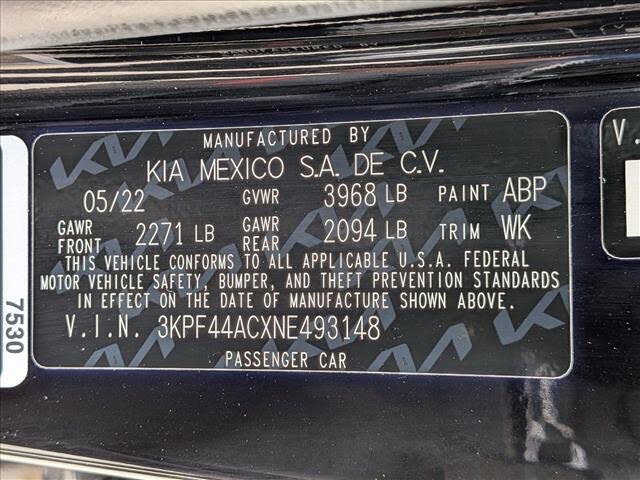 MANUFACTURED BY
KIA MEXICO S.A. DE C.V.
05/22 GVWR 3968 LB PAINT ABP
GAWR FRONT 2271 LB GAWR REAR 2094 LB TRIM WK
THIS VEHICLE CONFORMS TO ALL APPLICABLE U.S.A. FEDERAL
MOTOR VEHICLE SAFETY, BUMPER, AND THEFT PREVENTION STANDARDS
IN EFFECT ON THE DATE OF MANUFACTURE SHOWN ABOVE.
V.I.N. 3KPF44ACXNE493148
PASSENGER CAR
7530
V.